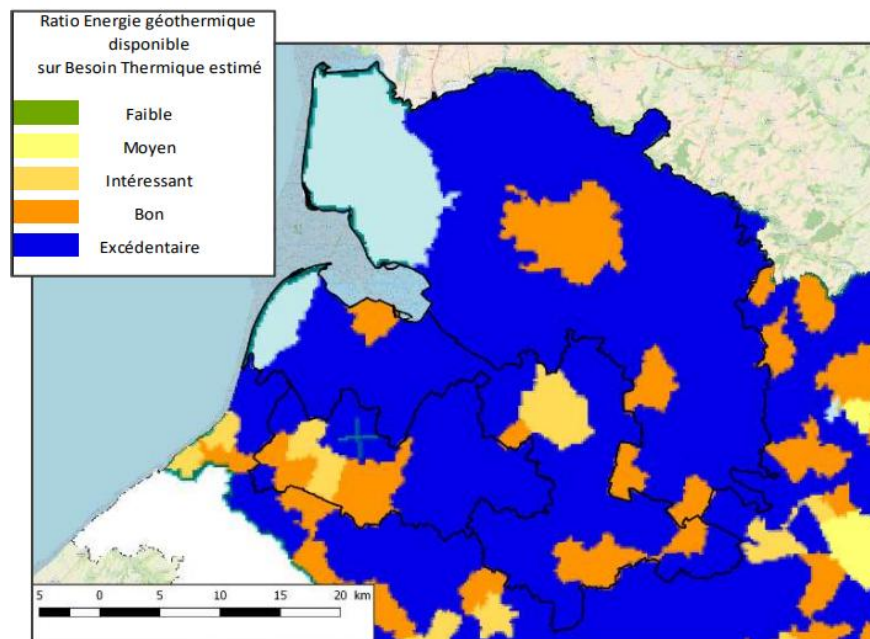 Ratio Energie géothermique
disponible
sur Besoin Thermique estimé
Faible
Moyen
Intéressant
Bon
Excédentaire
5 0 5 10 15 20 km